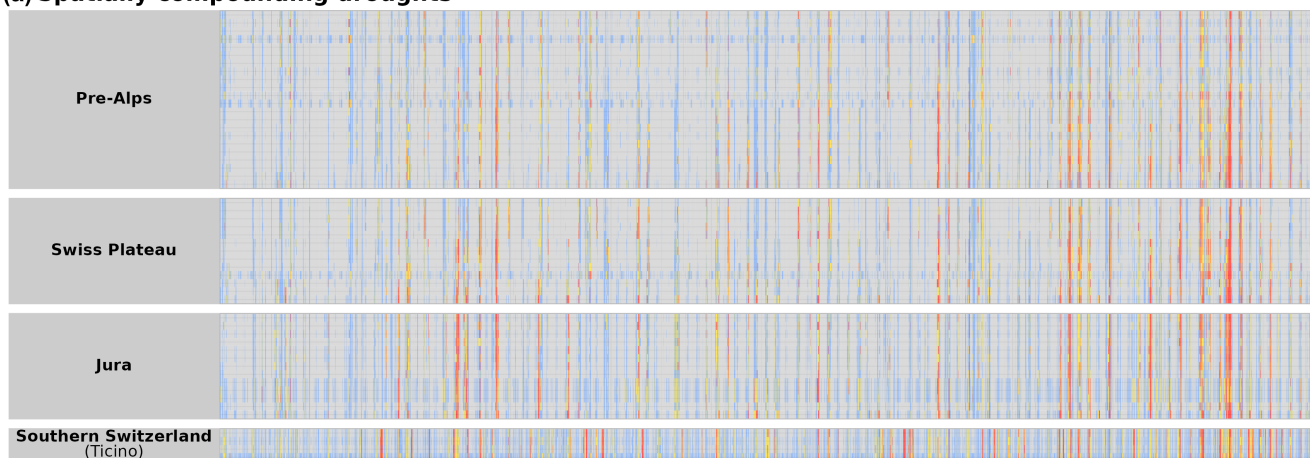 (a) Spatially compounding droughts
Pre-Alps
Swiss Plateau
Jura
Southern Switzerland
(Ticino)